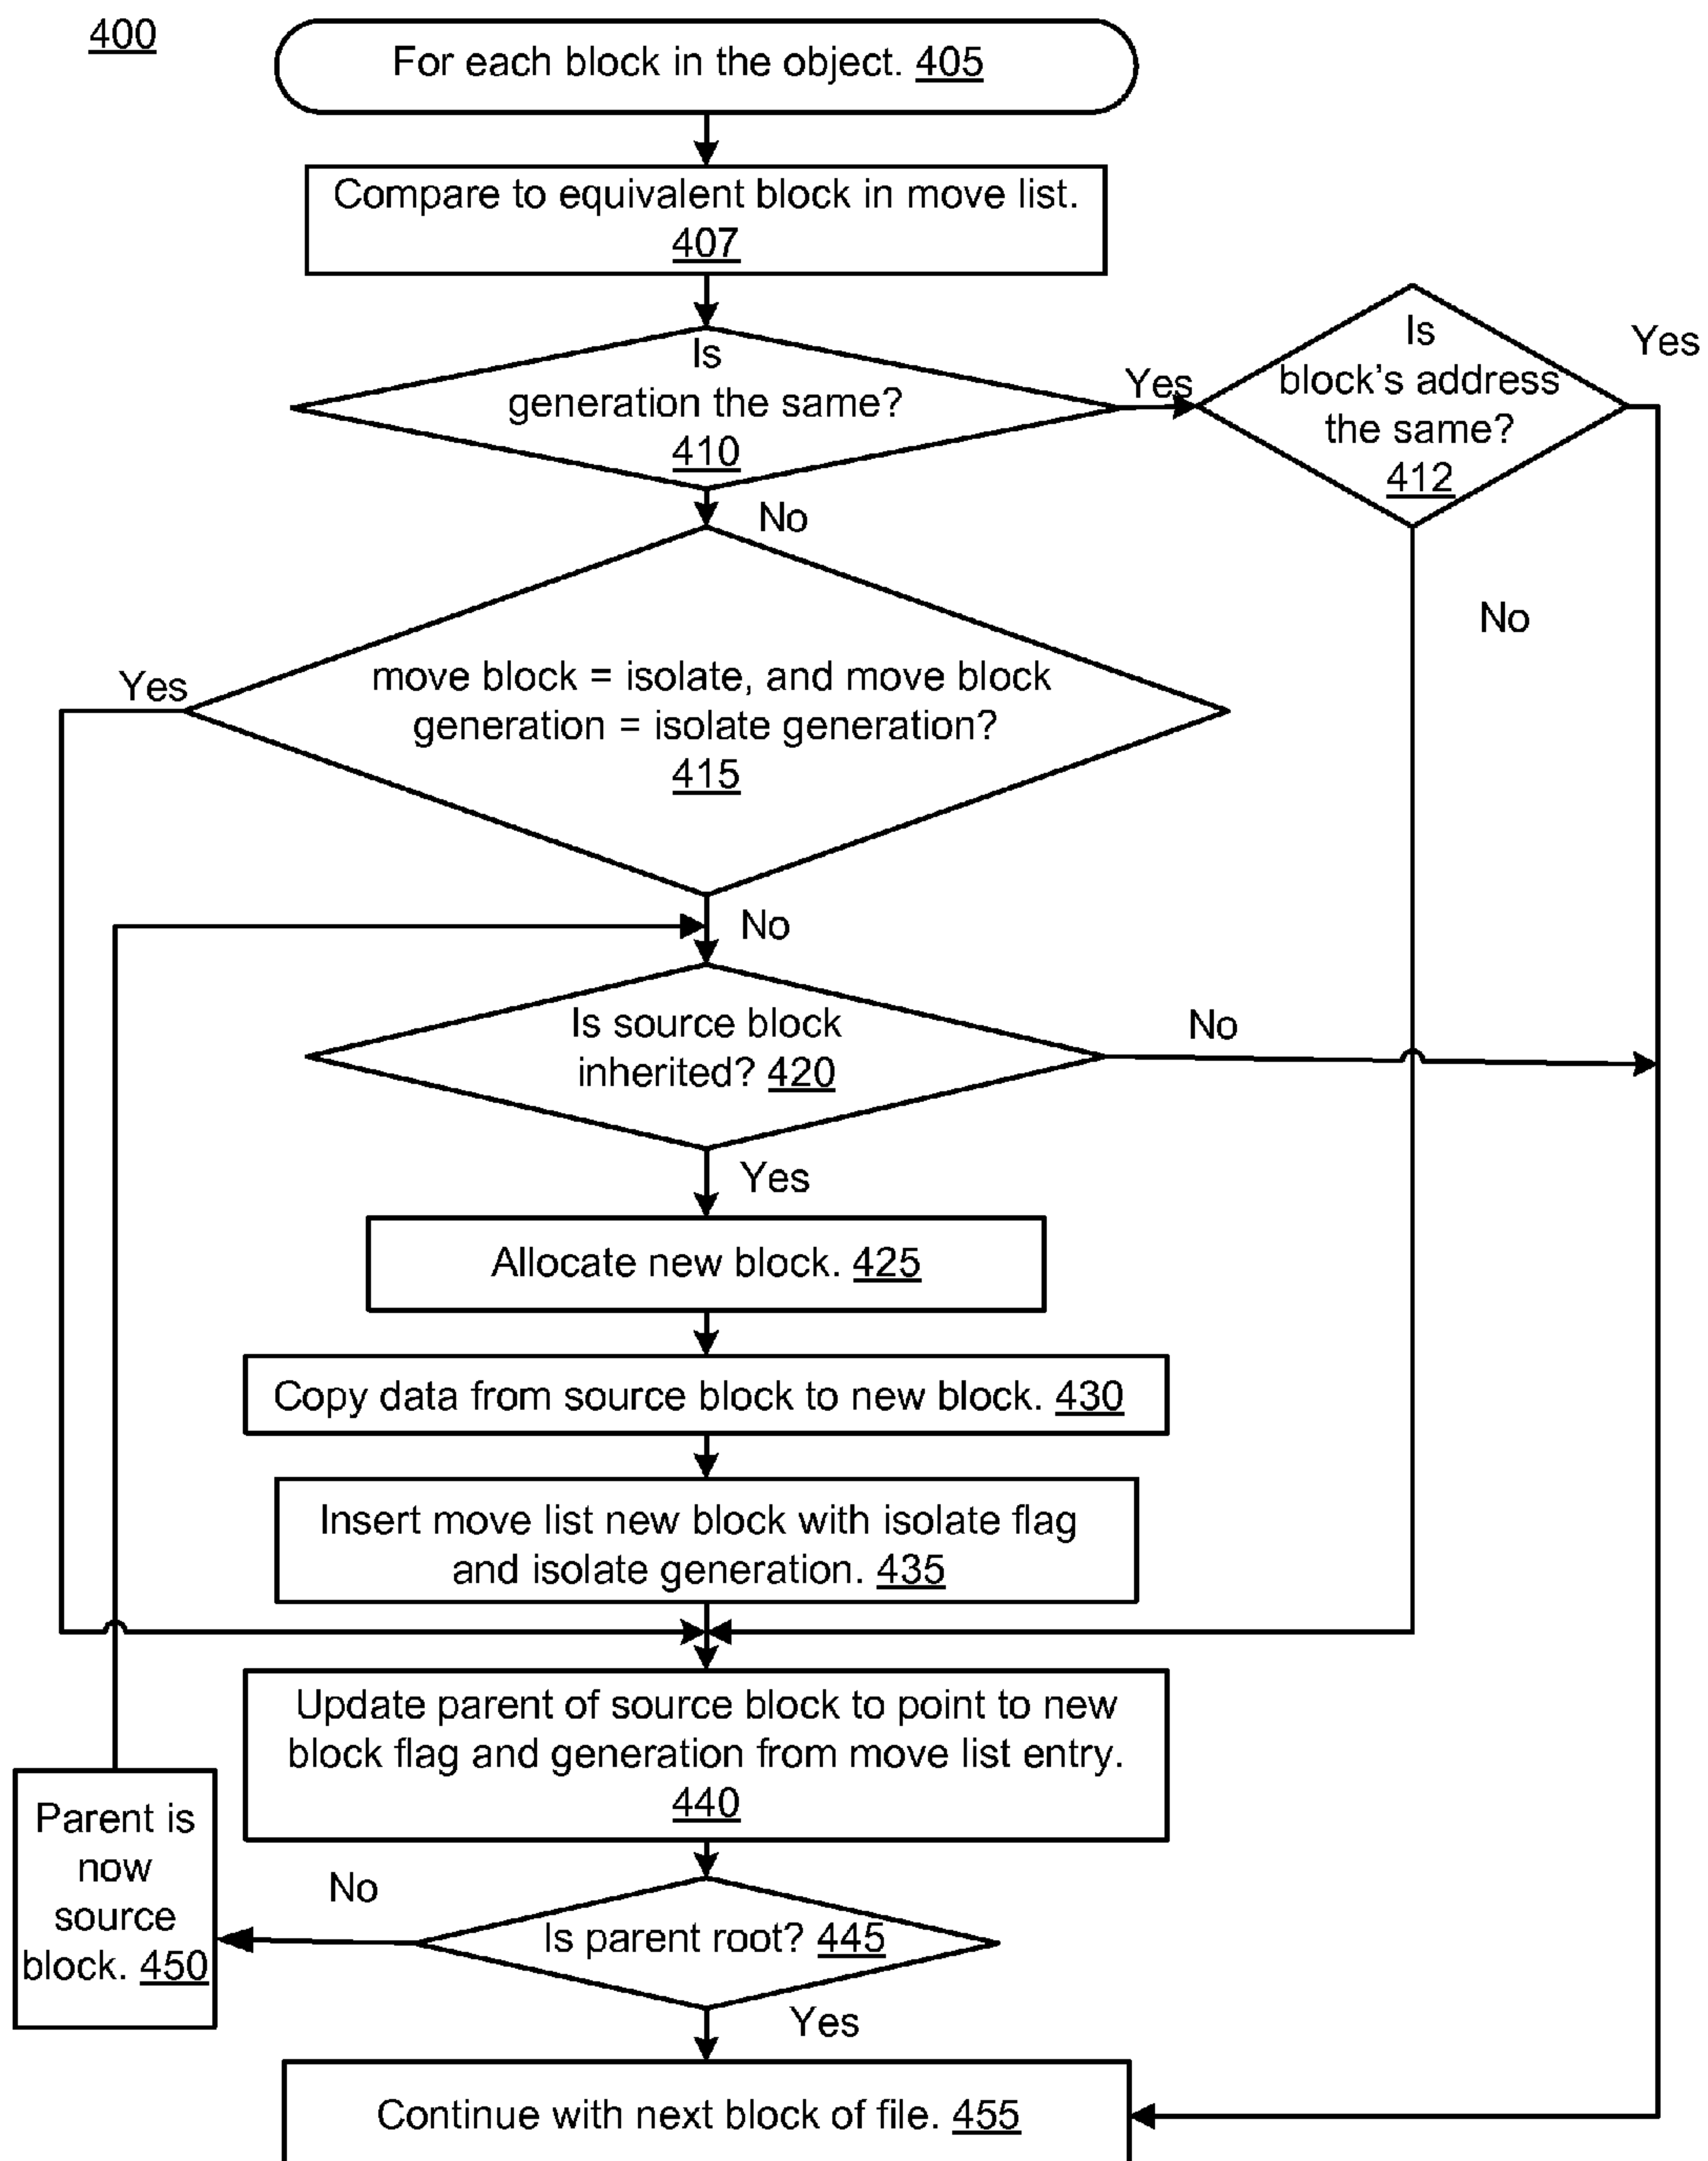 400
For each block in the object. 405
Compare to equivalent block in move list.
407
Is
generation the same?
410
Yes
Is
block's address
the same?
412
Yes
No
No
move block = isolate, and move block
generation = isolate generation?
415
Yes
No
Is source block
inherited? 420
No
Yes
Allocate new block. 425
Copy data from source block to new block. 430
Insert move list new block with isolate flag
and isolate generation. 435
Update parent of source block to point to new
block flag and generation from move list entry.
440
Parent is
now
source
block. 450
No
Is parent root? 445
Yes
Continue with next block of file. 455